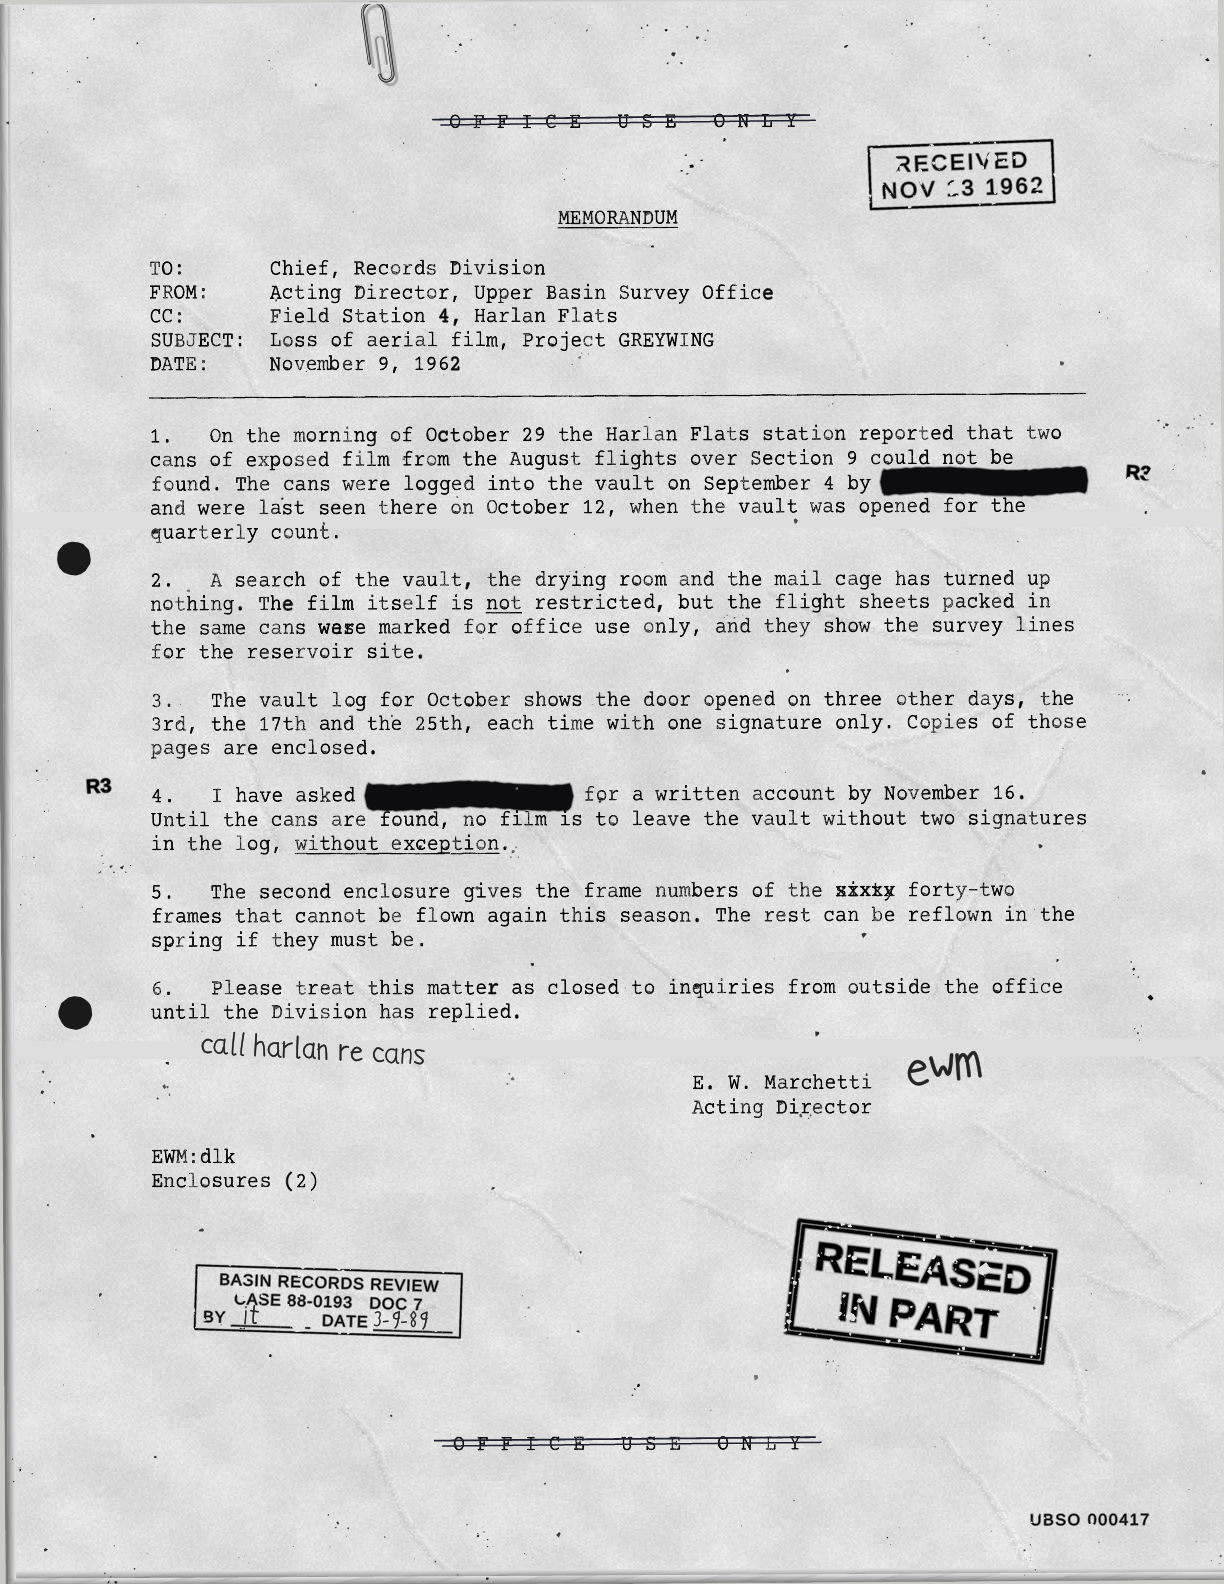 OFFICE USE ONLY
RECEIVED
NOV 1962
MEMORANDUM
TO: Chief, Records Division
FROM: Acting Director, Upper Basin Survey Office
CC: Field Station 4, Harlan Flats
SUBJECT: Loss of aerial film, Project GREYWING
DATE: November 9, 1962
1. On the morning of October 29 the Harlan Flats station reported that two
cans of exposed film from the August flights over Section 9 could not be
found. The cans were logged into the vault on September 4 by
and were last seen there on October 12, when the vault was opened for the
quarterly count.
2. A search of the vault, the drying room and the mail cage has turned up
nothing. The film itself is not restricted, but the flight sheets packed in
the same cans were marked for office use only, and they show the survey lines
for the reservoir site.
3. The vault log for October shows the door opened on three other days, the
3rd, the 17th and the 25th, each time with one signature only. Copies of those
pages are enclosed.
R3
4. I have asked for a written account by November 16.
Until the cans are found, no film is to leave the vault without two signatures
in the log, without exception.
5. The second enclosure gives the frame numbers of the sixty forty-two
frames that cannot be flown again this season. The rest can be reflown in the
spring if they must be.
6. Please treat this matter as closed to inquiries from outside the office
until the Division has replied.
call harlan re cans
ewm
E. W. Marchetti
Acting Director
EWM:dlk
Enclosures (2)
RELEASED
IN PART
BASIN RECORDS REVIEW
CASE 88-0193 DOC 7
BY jt DATE 3-9-89
OFFICE USE ONLY
UBSO 000417